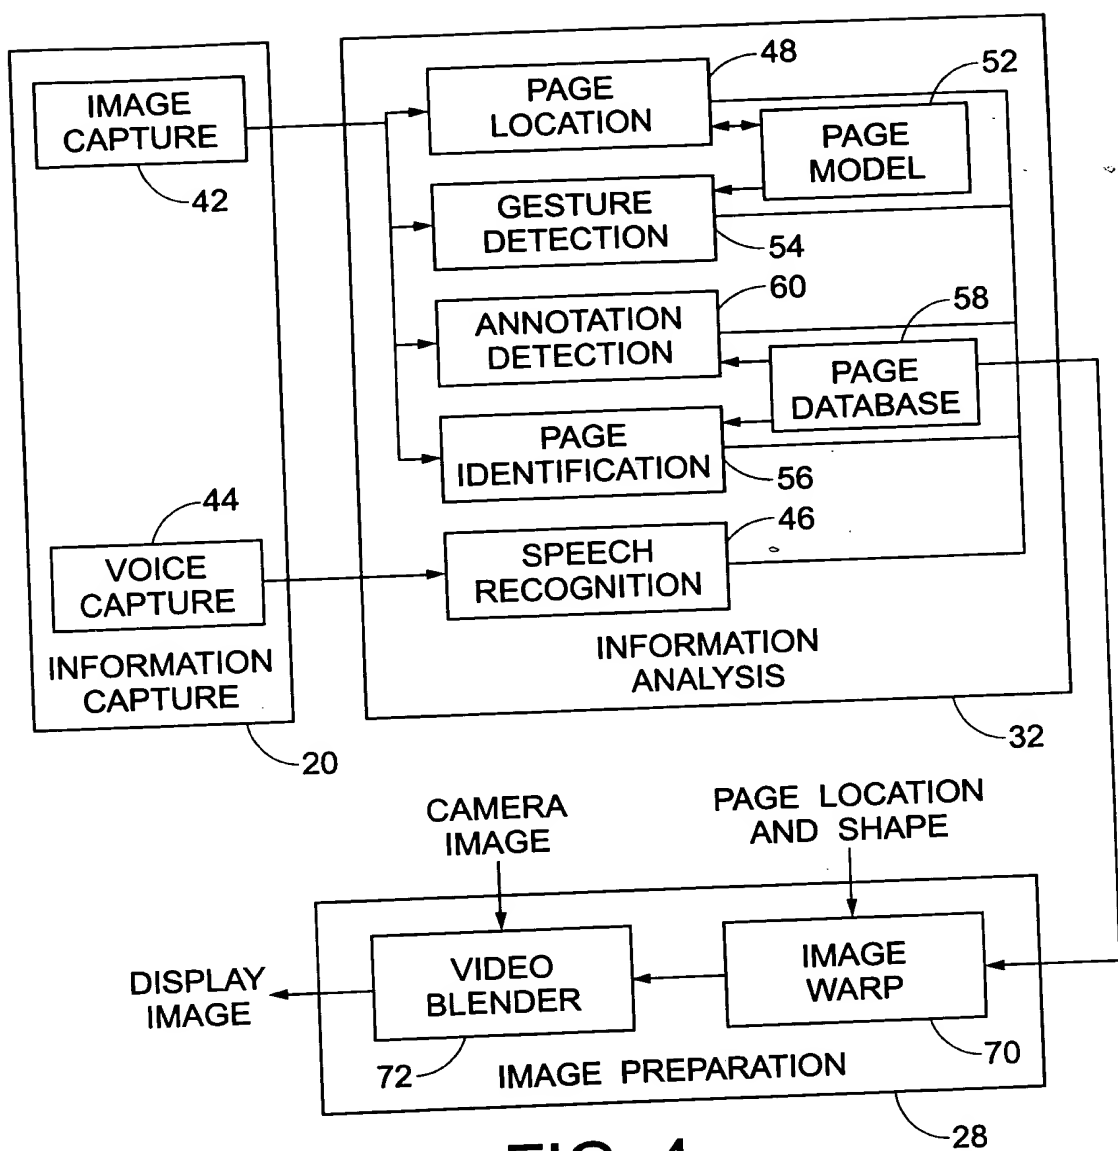 IMAGE
CAPTURE
42
44
VOICE
CAPTURE
INFORMATION
CAPTURE
20
PAGE
LOCATION
48
52
PAGE
MODEL
GESTURE
DETECTION
54
60
ANNOTATION
DETECTION
58
PAGE
DATABASE
PAGE
IDENTIFICATION
56
46
SPEECH
RECOGNITION
INFORMATION
ANALYSIS
32
CAMERA
IMAGE
PAGE LOCATION
AND SHAPE
DISPLAY
IMAGE
VIDEO
BLENDER
72
IMAGE
WARP
70
IMAGE PREPARATION
28